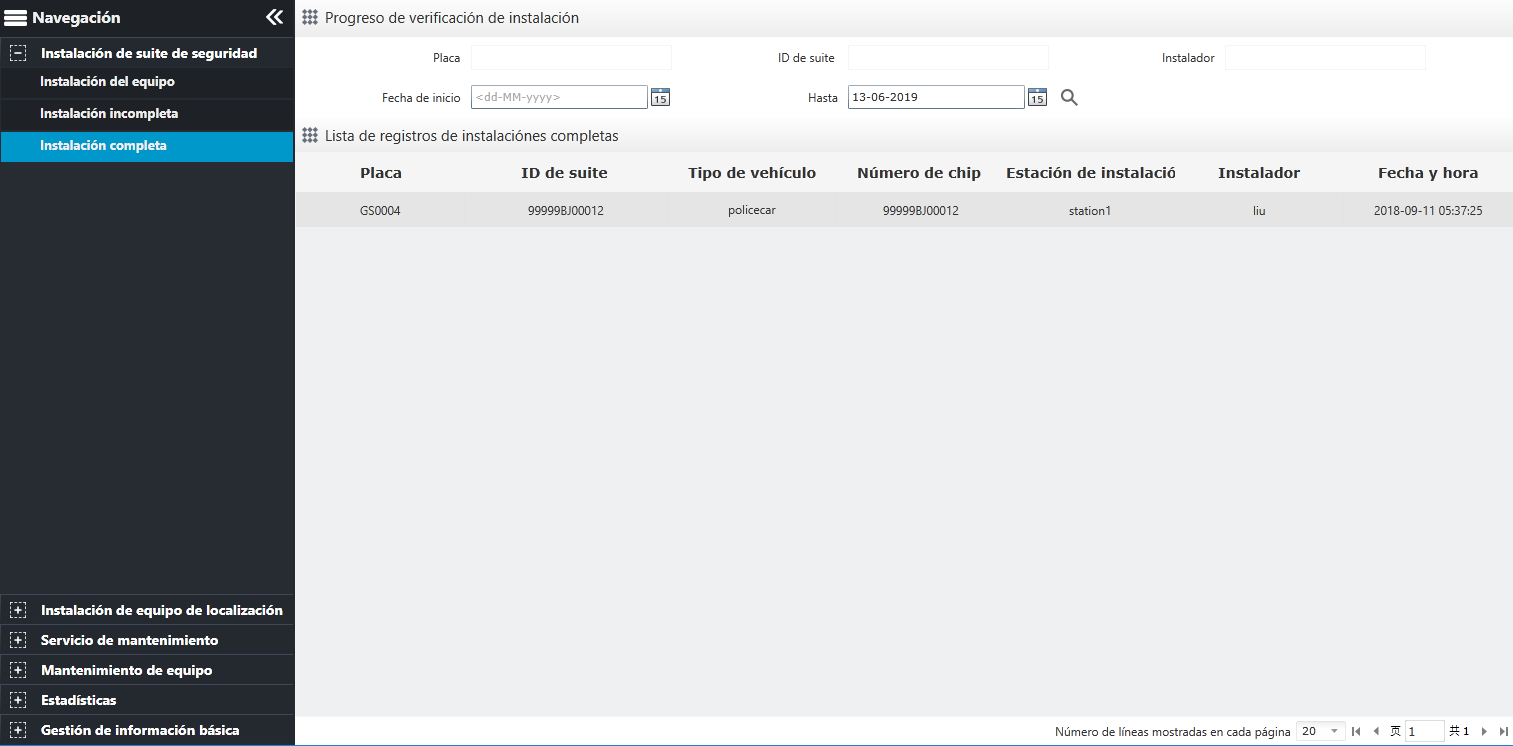 Navegación
Instalación de suite de seguridad
Instalación del equipo
Instalación incompleta
Instalación completa
Instalación de equipo de localización
Servicio de mantenimiento
Mantenimiento de equipo
Estadísticas
Gestión de información básica
Progreso de verificación de instalación
Placa ID de suite Instalador
Fecha de inicio <dd-MM-yyyy> 15 Hasta 13-06-2019 15
Lista de registros de instalaciónes completas
Placa ID de suite Tipo de vehículo Número de chip Estación de instalació Instalador Fecha y hora
GS0004 99999BJ00012 policecar 99999BJ00012 station1 liu 2018-09-11 05:37:25
Número de líneas mostradas en cada página 20 页 1 共 1